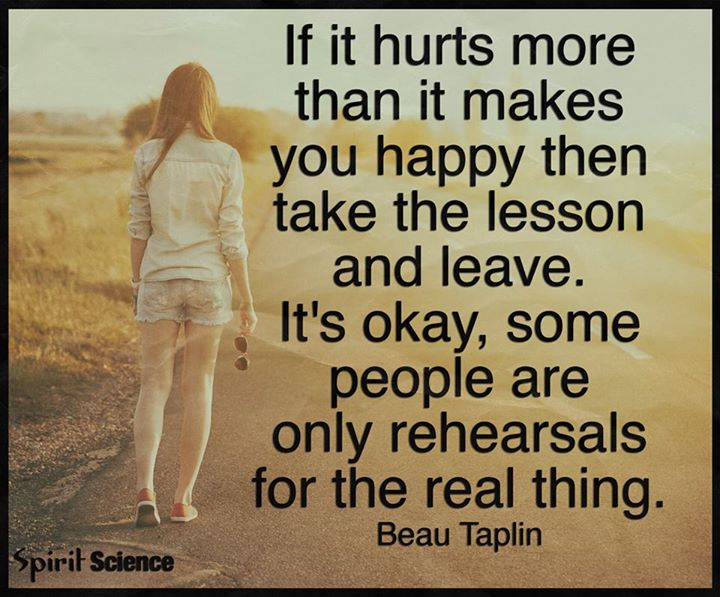 If it hurts more
than it makes
you happy then
take the lesson
and leave.
It's okay, some
people are
only rehearsals
for the real thing.
Beau Taplin
Spirit Science